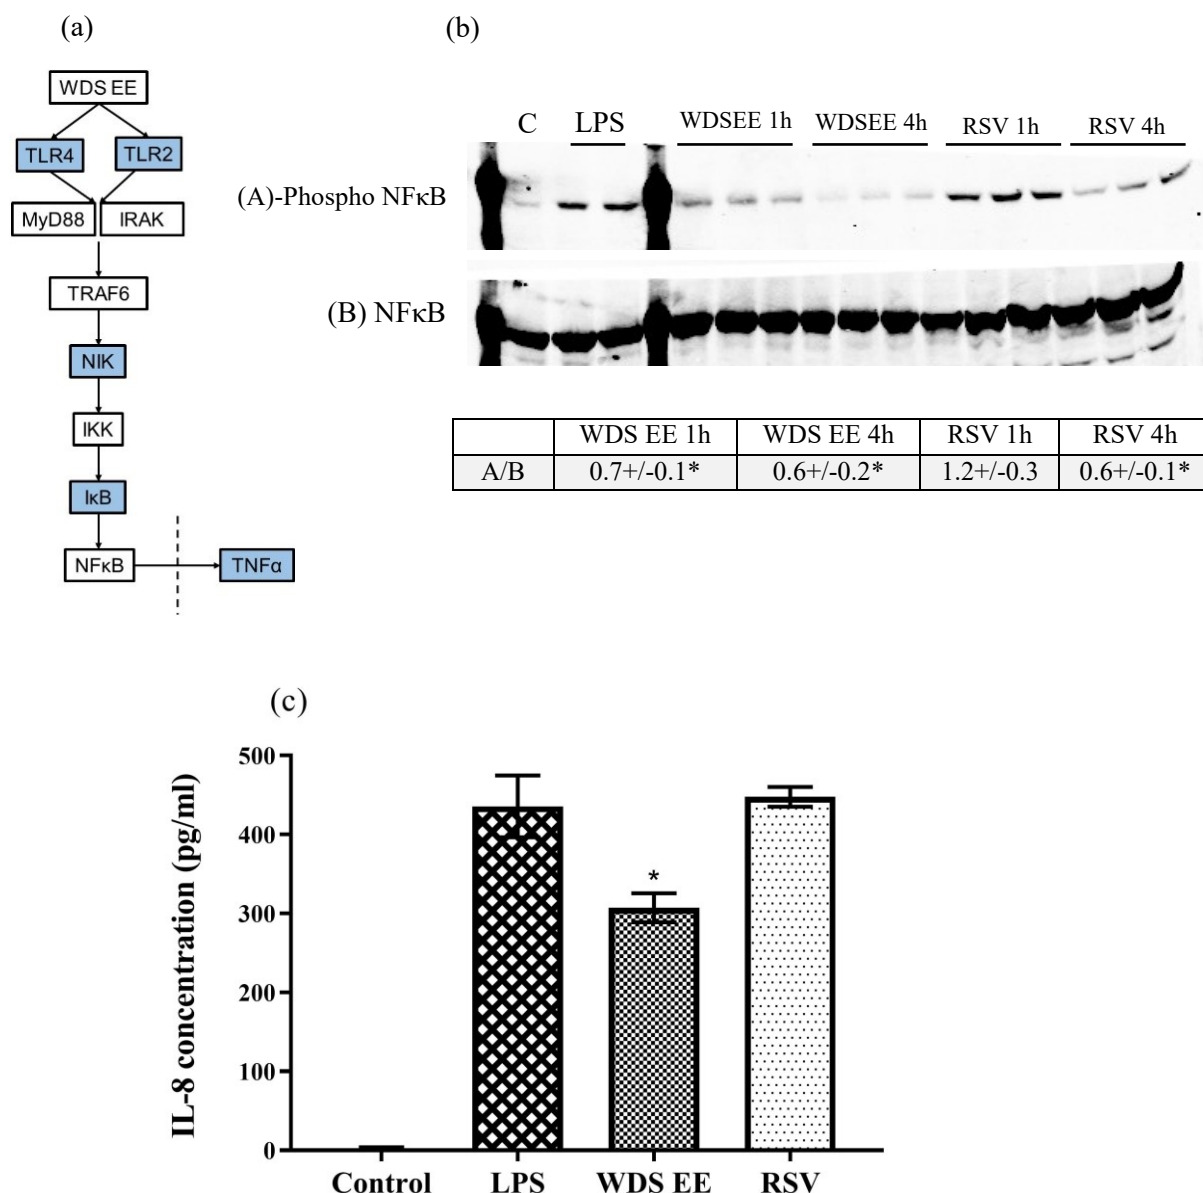 (a)
WDS EE
TLR4 TLR2
MyD88 IRAK
TRAF6
NIK
IKK
IκB
NFκB TNFα
(b)
C LPS WDSEE 1h WDSEE 4h RSV 1h RSV 4h
(A)-Phospho NFκB
(B) NFκB
WDS EE 1h WDS EE 4h RSV 1h RSV 4h
A/B 0.7+/-0.1* 0.6+/-0.2* 1.2+/-0.3 0.6+/-0.1*
(c)
IL-8 concentration (pg/ml)
500
400
300
200
100
0
*
Control LPS WDS EE RSV